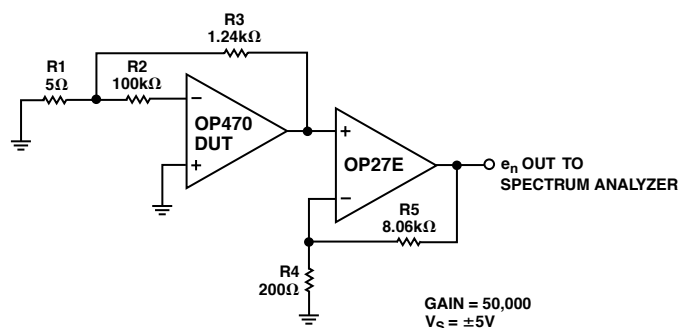 R3
1.24kΩ
R1
5Ω
R2
100kΩ
−
OP470
DUT
+
+
OP27E
−
en OUT TO
SPECTRUM ANALYZER
R5
8.06kΩ
R4
200Ω
GAIN = 50,000
VS = ±5V